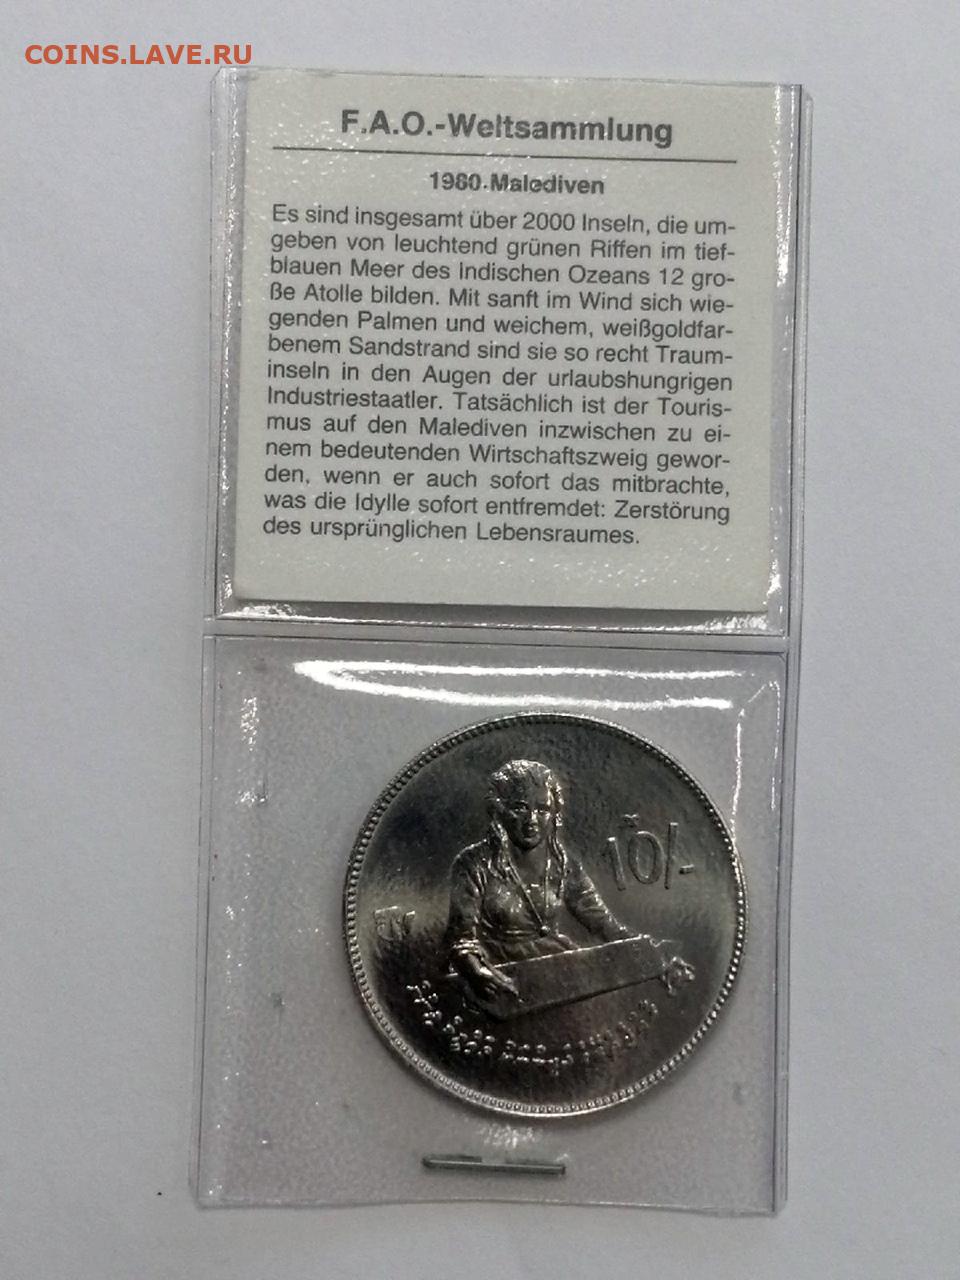 COINS.LAVE.RU
F.A.O.-Weltsammlung
1980.Malediven
Es sind insgesamt über 2000 Inseln, die um-
geben von leuchtend grünen Riffen im tief-
blauen Meer des Indischen Ozeans 12 gro-
ße Atolle bilden. Mit sanft im Wind sich wie-
genden Palmen und weichem, weißgoldfar-
benem Sandstrand sind sie so recht Traum-
inseln in den Augen der urlaubshungrigen
Industriestaatler. Tatsächlich ist der Touris-
mus auf den Malediven inzwischen zu ei-
nem bedeutenden Wirtschaftszweig gewor-
den, wenn er auch sofort das mitbrachte,
was die Idylle sofort entfremdet: Zerstörung
des ursprünglichen Lebensraumes.
10/-